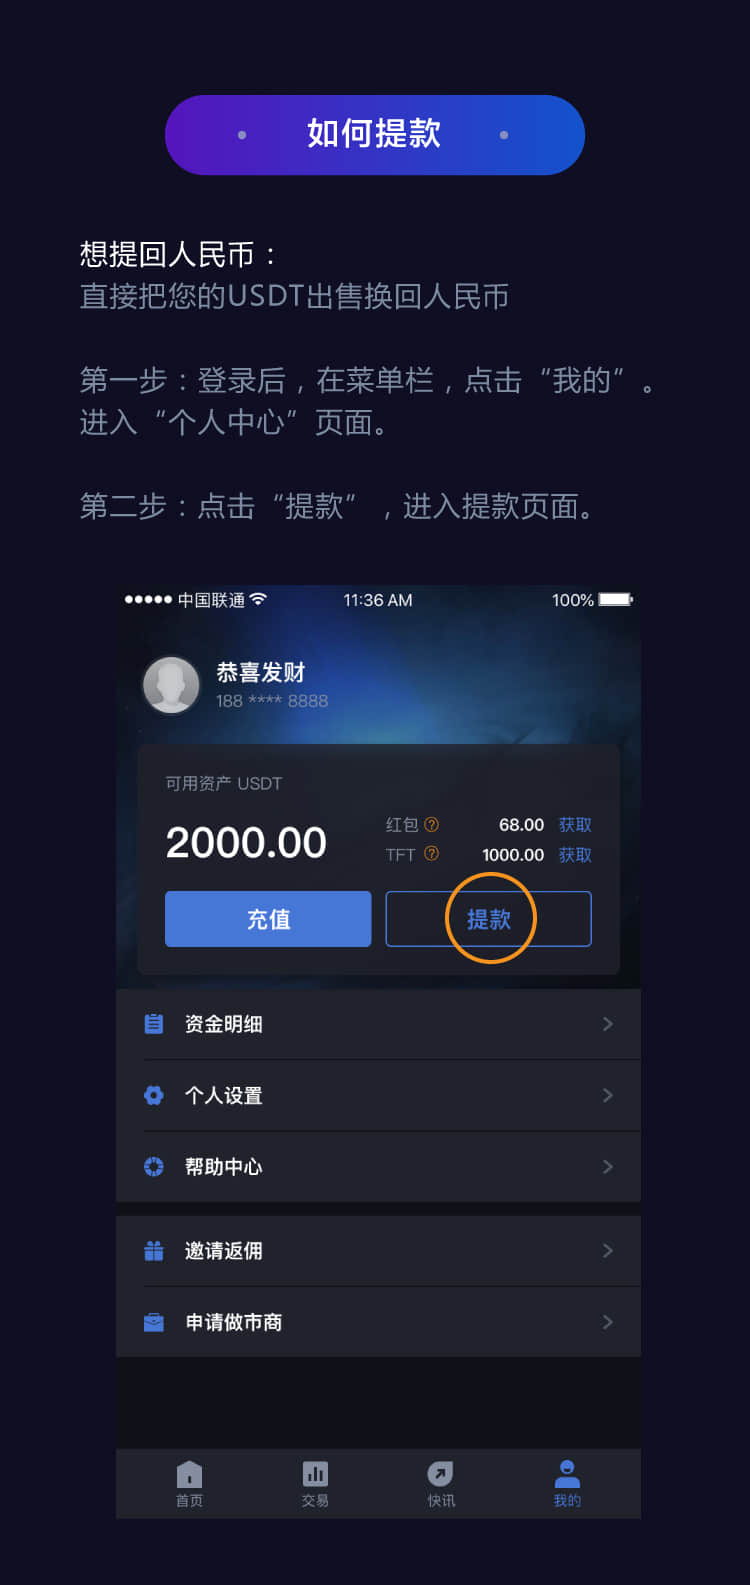 如何提款
想提回人民币：
直接把您的USDT出售换回人民币
第一步：登录后，在菜单栏，点击“我的”。
进入“个人中心”页面。
第二步：点击“提款”，进入提款页面。
中国联通 11:36 AM 100%
恭喜发财
188 **** 8888
可用资产 USDT
2000.00
红包 ? 68.00 获取
TFT ? 1000.00 获取
充值 提款
资金明细
个人设置
帮助中心
邀请返佣
申请做市商
首页 交易 快讯 我的